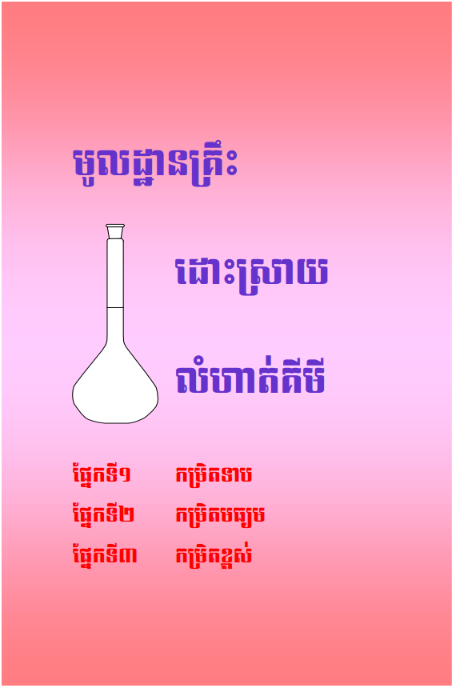 មូលដ្ឋានគ្រឹះ
ដោះស្រាយ
លំហាត់គីមី
ផ្នែកទី១ កម្រិតទាប
ផ្នែកទី២ កម្រិតមធ្យម
ផ្នែកទី៣ កម្រិតខ្ពស់